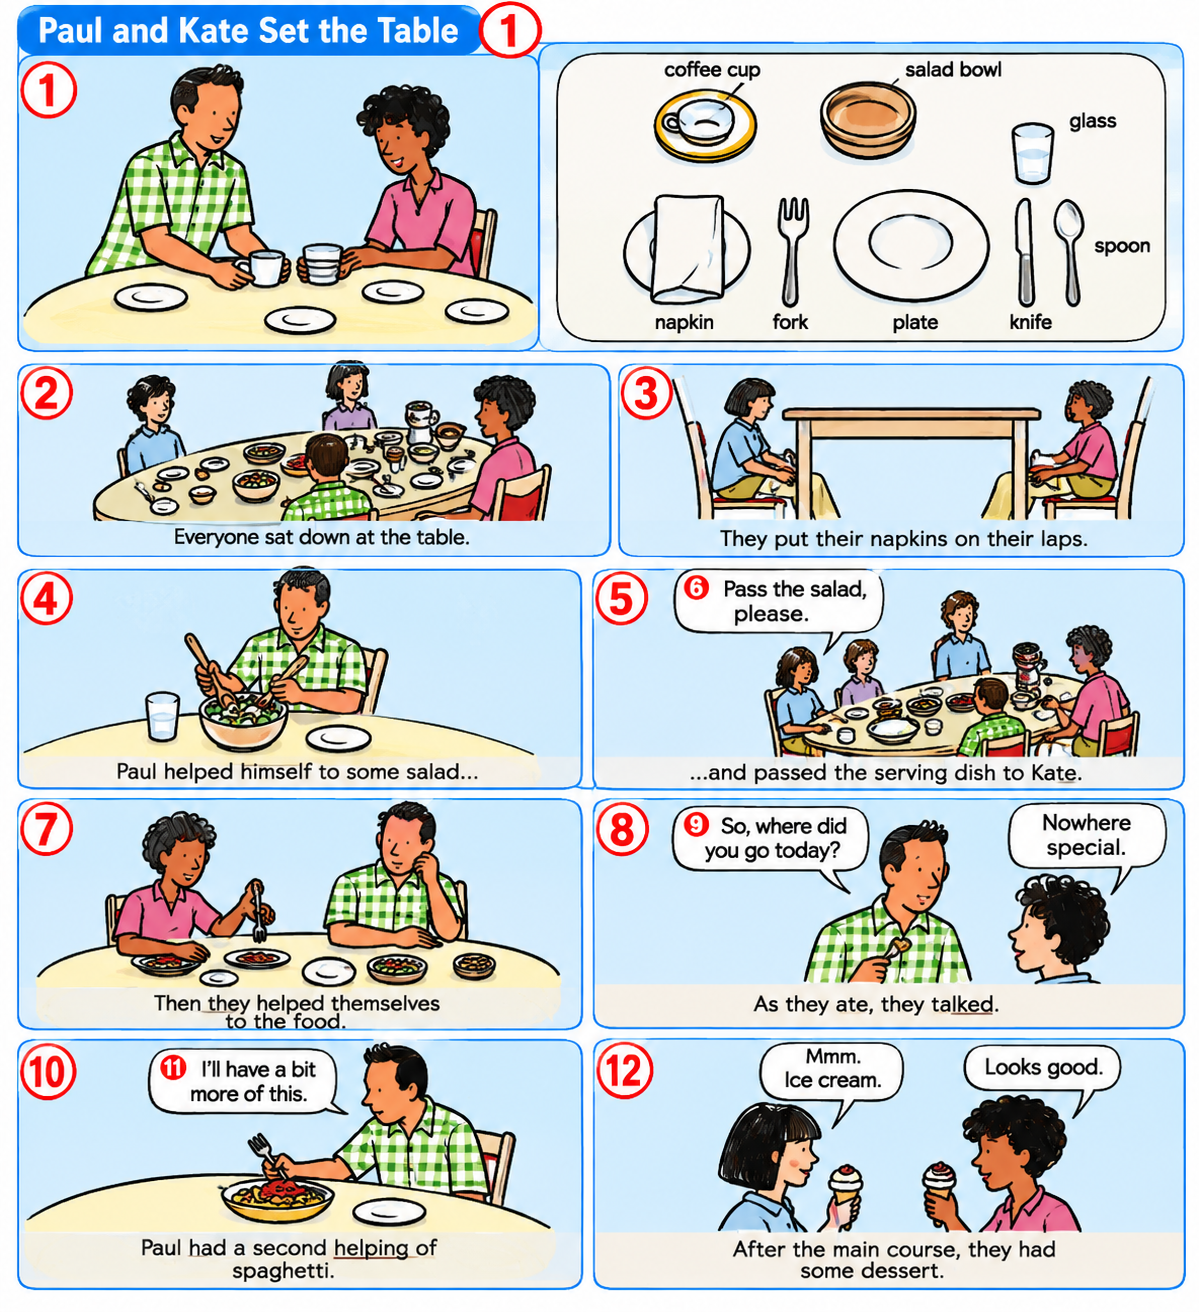 Paul and Kate Set the Table
1
1
coffee cup
salad bowl
glass
spoon
napkin
fork
plate
knife
2
Everyone sat down at the table.
3
They put their napkins on their laps.
4
Paul helped himself to some salad...
5
6 Pass the salad,
please.
...and passed the serving dish to Kate.
7
Then they helped themselves
to the food.
8
9 So, where did
you go today?
Nowhere
special.
As they ate, they talked.
10
11 I'll have a bit
more of this.
Paul had a second helping of
spaghetti.
12
Mmm.
Ice cream.
Looks good.
After the main course, they had
some dessert.